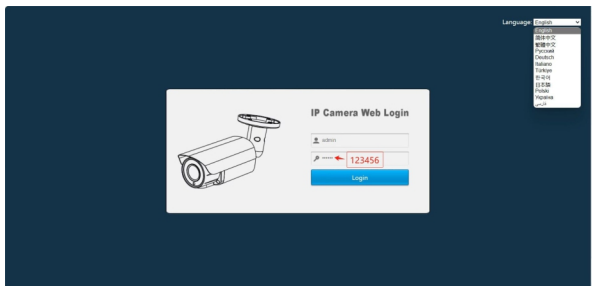 Language: English
English
简体中文
繁體中文
Русский
Deutsch
Italiano
Türkiye
한국어
日本語
Polski
Україна
فارسی
IP Camera Web Login
admin
•••••• 123456
Login